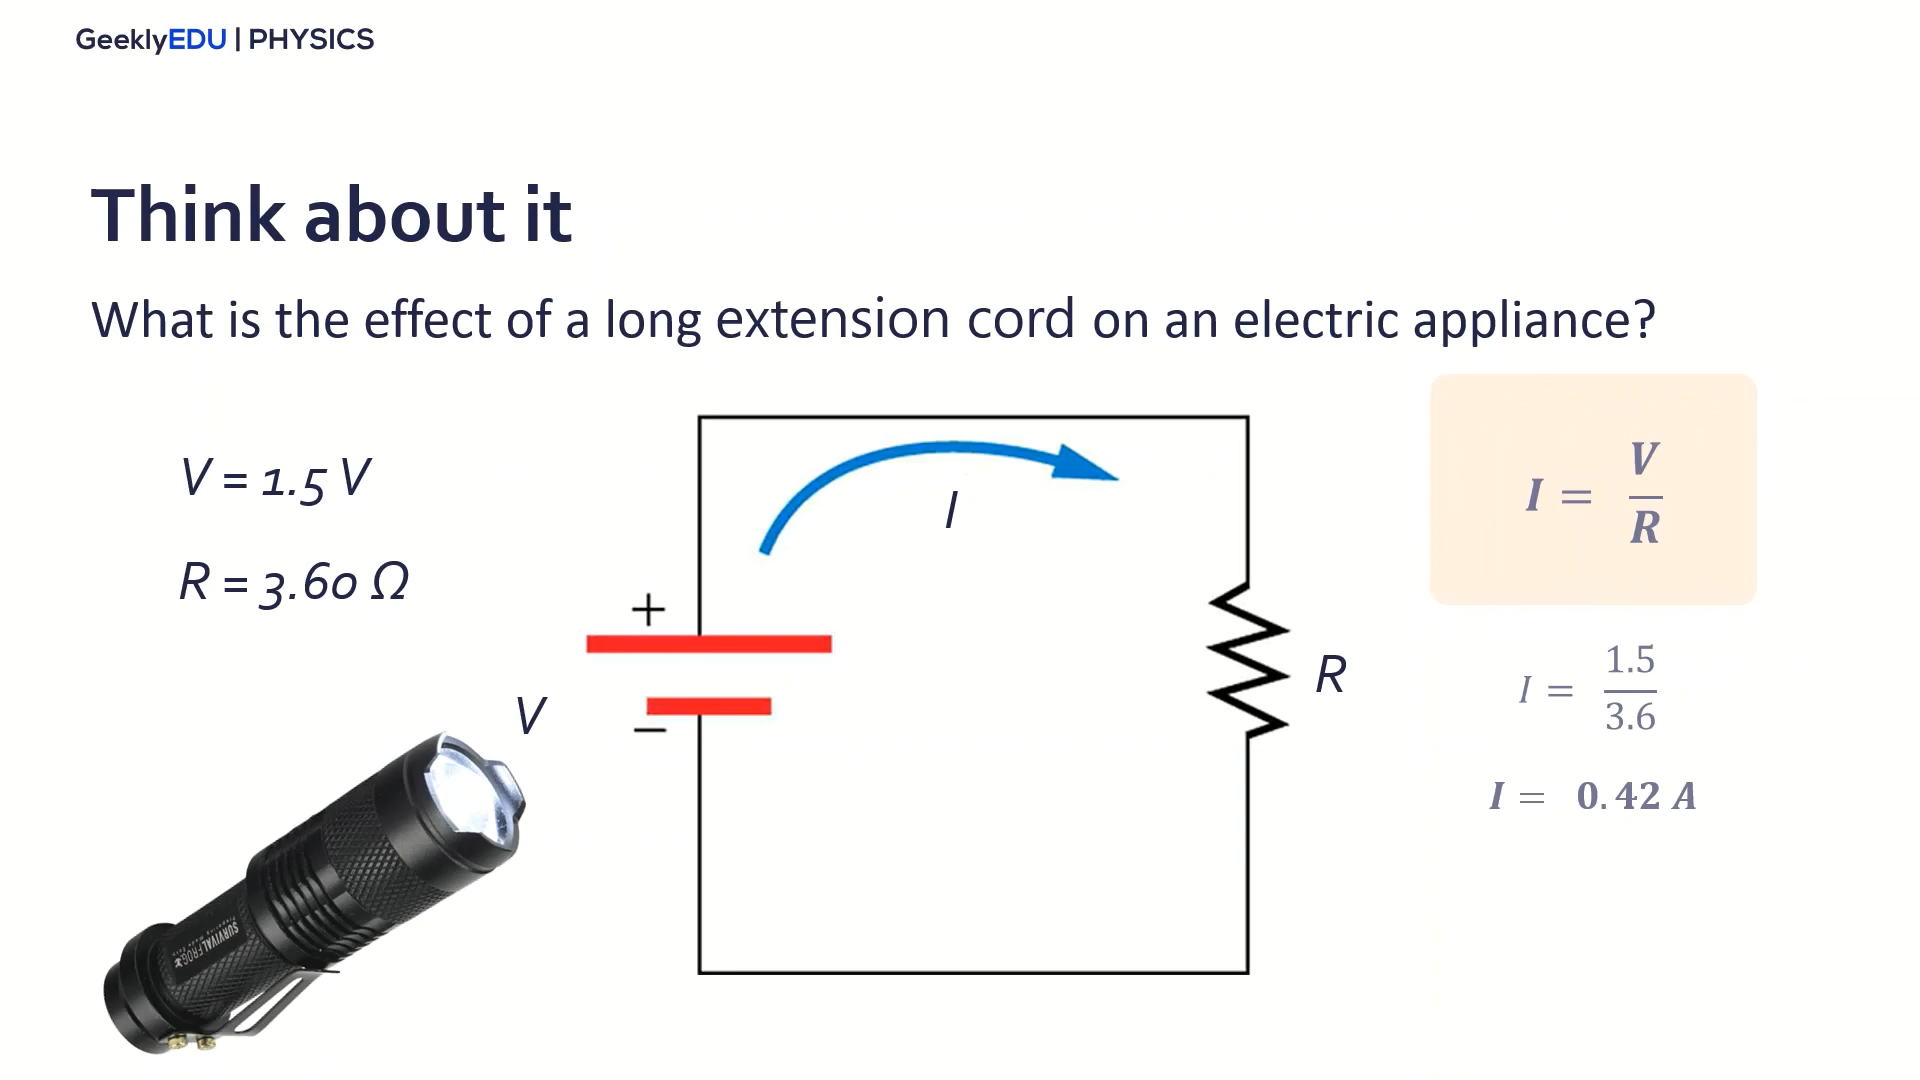 GeeklyEDU | PHYSICS
Think about it
What is the effect of a long extension cord on an electric appliance?
V = 1.5 V
R = 3.60 Ω
I
+
V
−
R
I = V/R
I = 1.5/3.6
I = 0.42 A
SURVIVALFROG